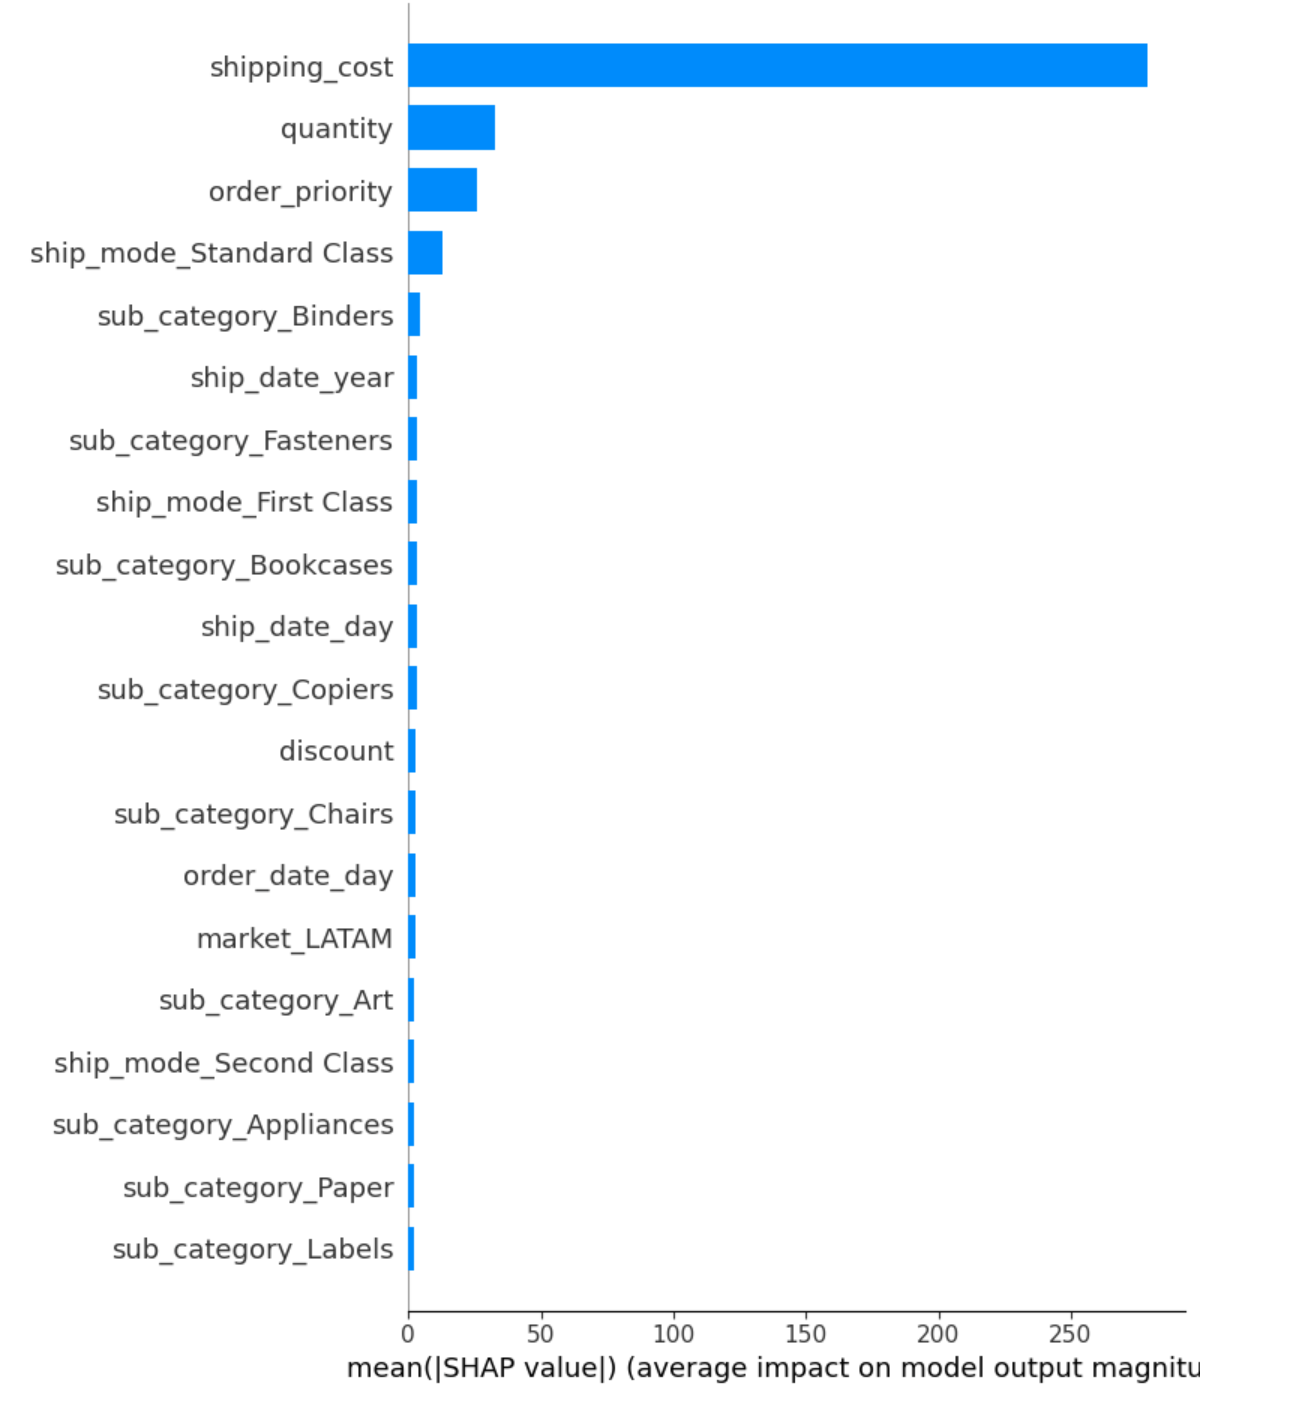 shipping_cost
quantity
order_priority
ship_mode_Standard Class
sub_category_Binders
ship_date_year
sub_category_Fasteners
ship_mode_First Class
sub_category_Bookcases
ship_date_day
sub_category_Copiers
discount
sub_category_Chairs
order_date_day
market_LATAM
sub_category_Art
ship_mode_Second Class
sub_category_Appliances
sub_category_Paper
sub_category_Labels
0 50 100 150 200 250
mean(|SHAP value|) (average impact on model output magnitu